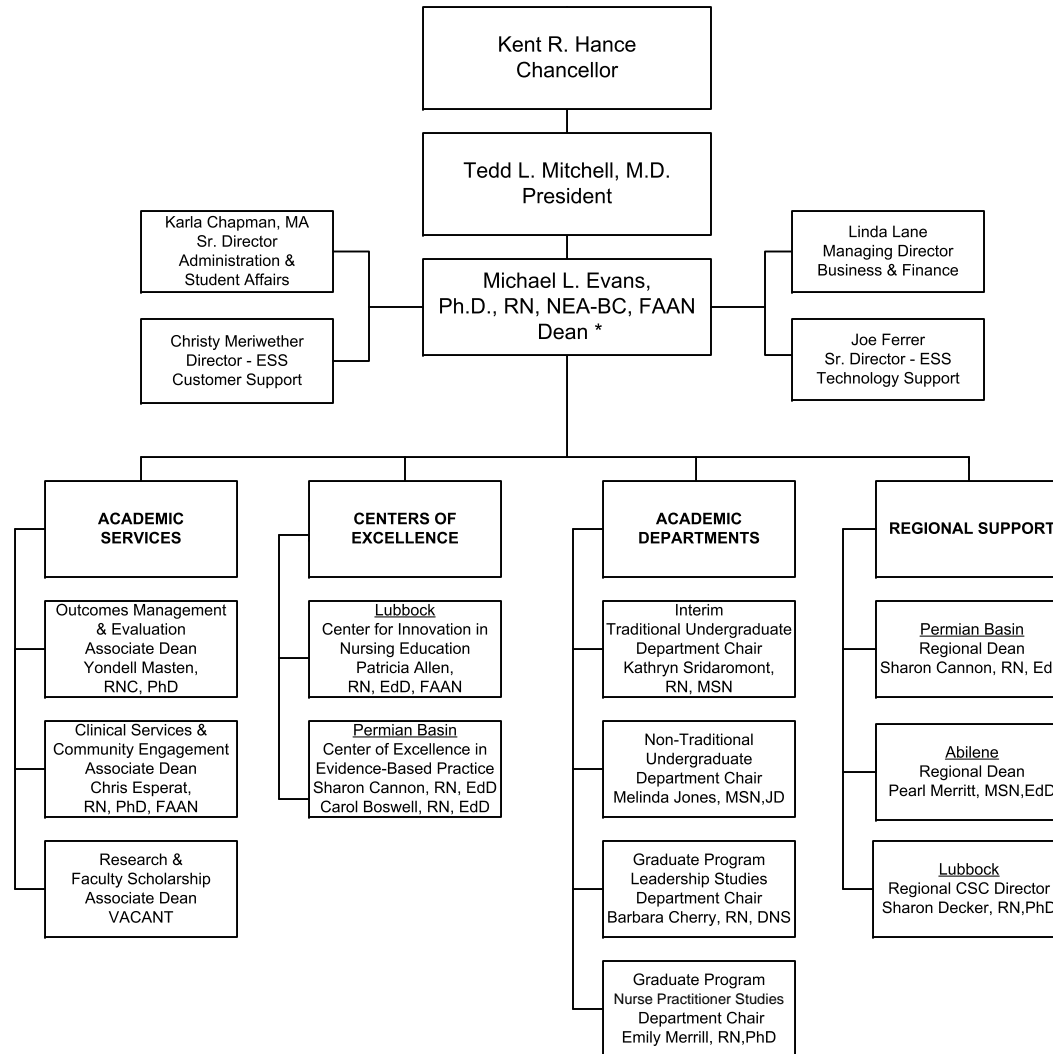 Kent R. Hance
Chancellor
Tedd L. Mitchell, M.D.
President
Karla Chapman, MA
Sr. Director
Administration &
Student Affairs
Linda Lane
Managing Director
Business & Finance
Michael L. Evans,
Ph.D., RN, NEA-BC, FAAN
Dean *
Christy Meriwether
Director - ESS
Customer Support
Joe Ferrer
Sr. Director - ESS
Technology Support
ACADEMIC
SERVICES
Outcomes Management
& Evaluation
Associate Dean
Yondell Masten,
RNC, PhD
Clinical Services &
Community Engagement
Associate Dean
Chris Esperat,
RN, PhD, FAAN
Research &
Faculty Scholarship
Associate Dean
VACANT
CENTERS OF
EXCELLENCE
Lubbock
Center for Innovation in
Nursing Education
Patricia Allen,
RN, EdD, FAAN
Permian Basin
Center of Excellence in
Evidence-Based Practice
Sharon Cannon, RN, EdD
Carol Boswell, RN, EdD
ACADEMIC
DEPARTMENTS
Interim
Traditional Undergraduate
Department Chair
Kathryn Sridaromont,
RN, MSN
Non-Traditional
Undergraduate
Department Chair
Melinda Jones, MSN,JD
Graduate Program
Leadership Studies
Department Chair
Barbara Cherry, RN, DNS
Graduate Program
Nurse Practitioner Studies
Department Chair
Emily Merrill, RN,PhD
REGIONAL SUPPORT
Permian Basin
Regional Dean
Sharon Cannon, RN, Ed
Abilene
Regional Dean
Pearl Merritt, MSN,EdD
Lubbock
Regional CSC Director
Sharon Decker, RN,PhD